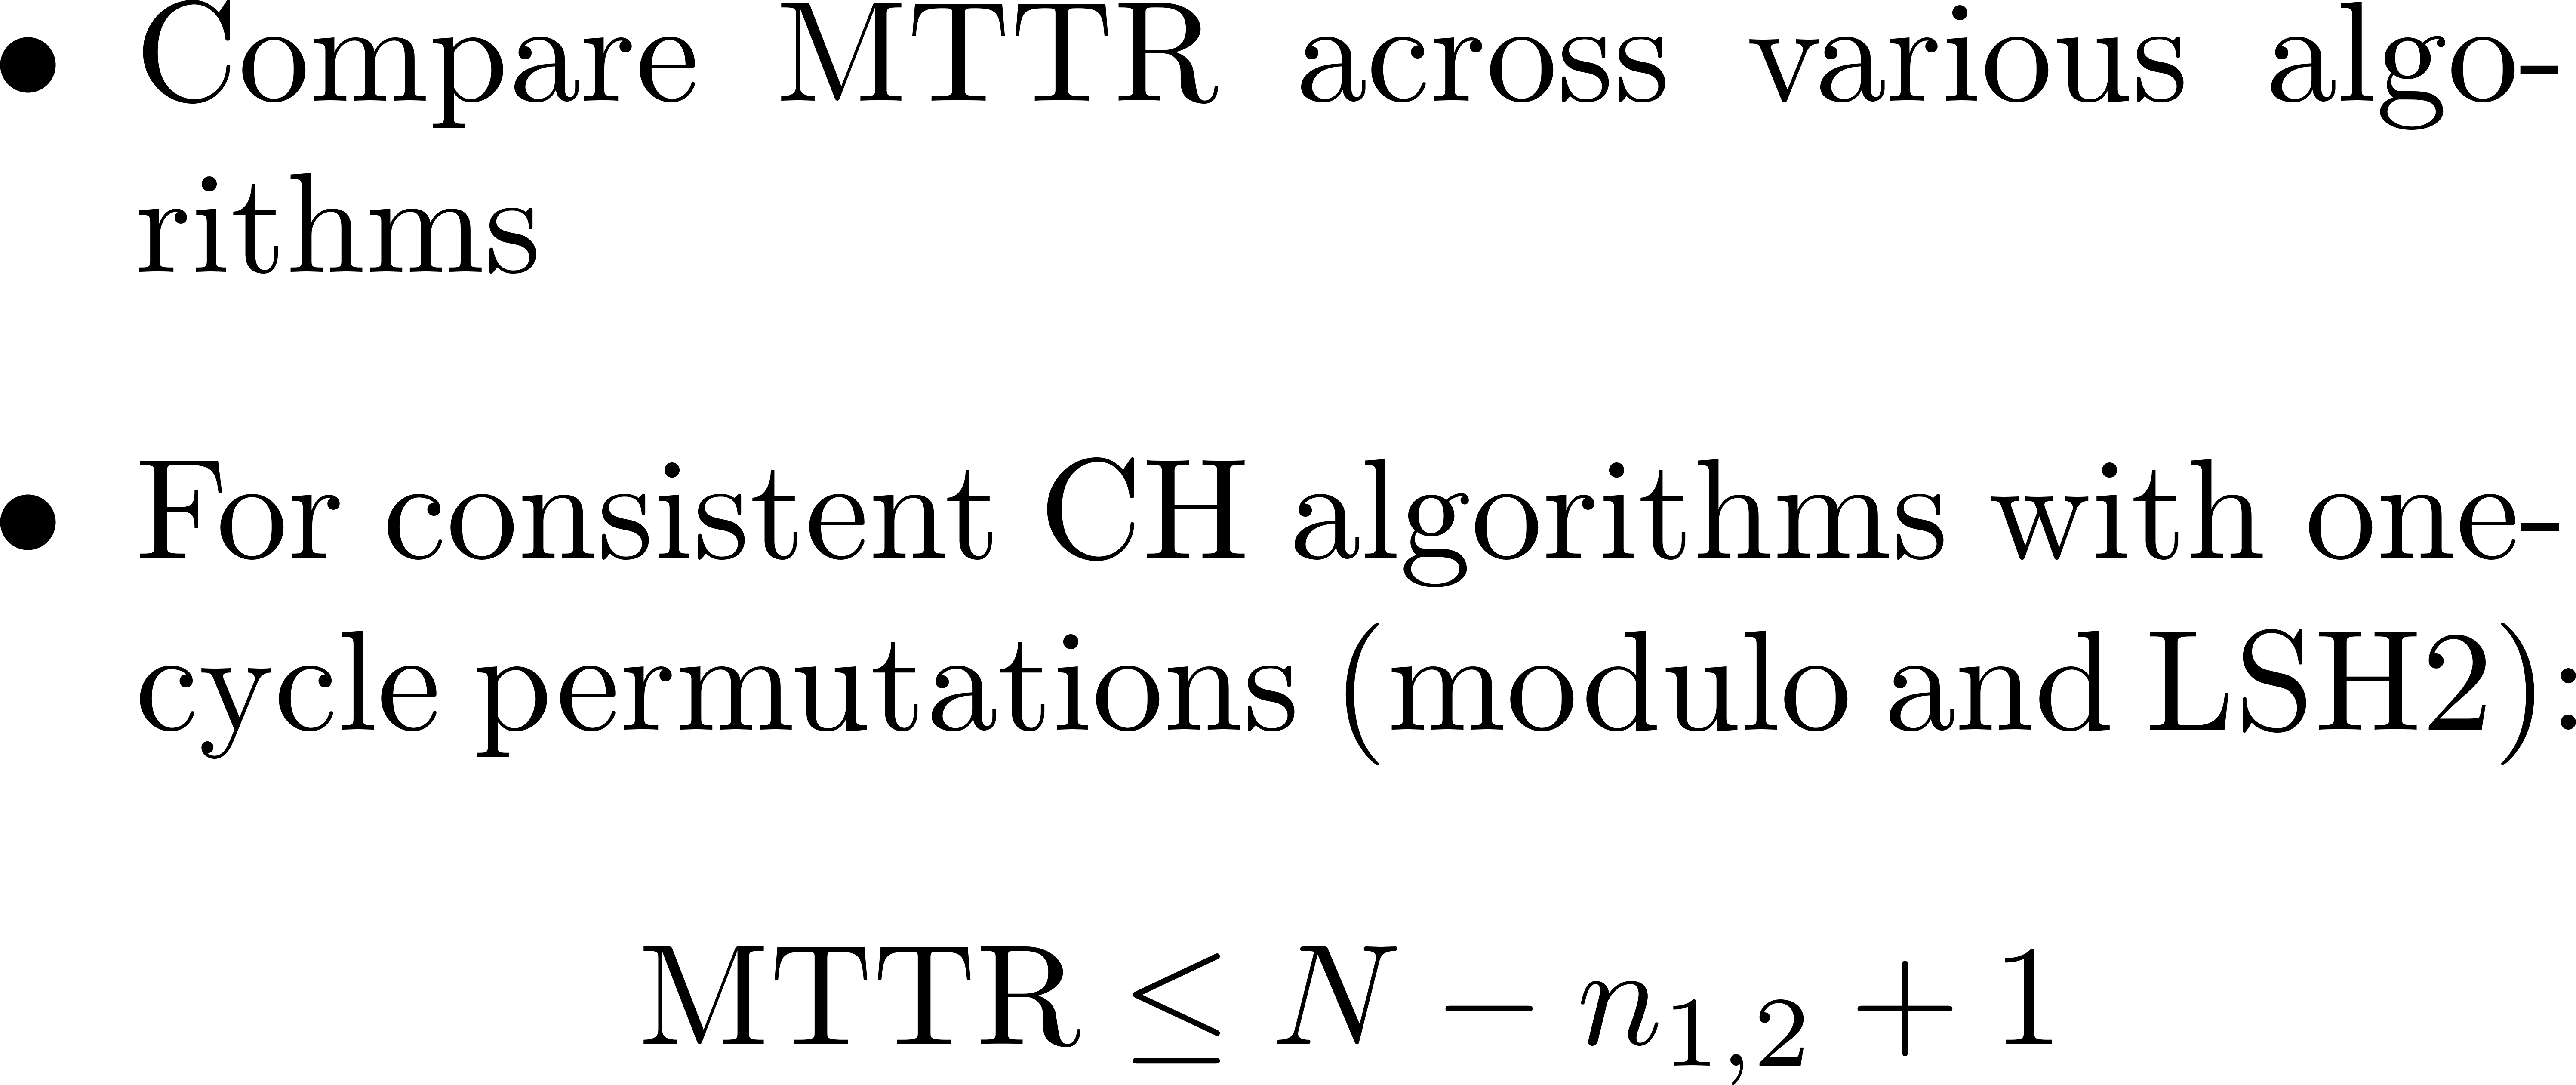 • Compare MTTR across various algo-
rithms
• For consistent CH algorithms with one-
cycle permutations (modulo and LSH2):
MTTR ≤ N − n₁,₂ + 1